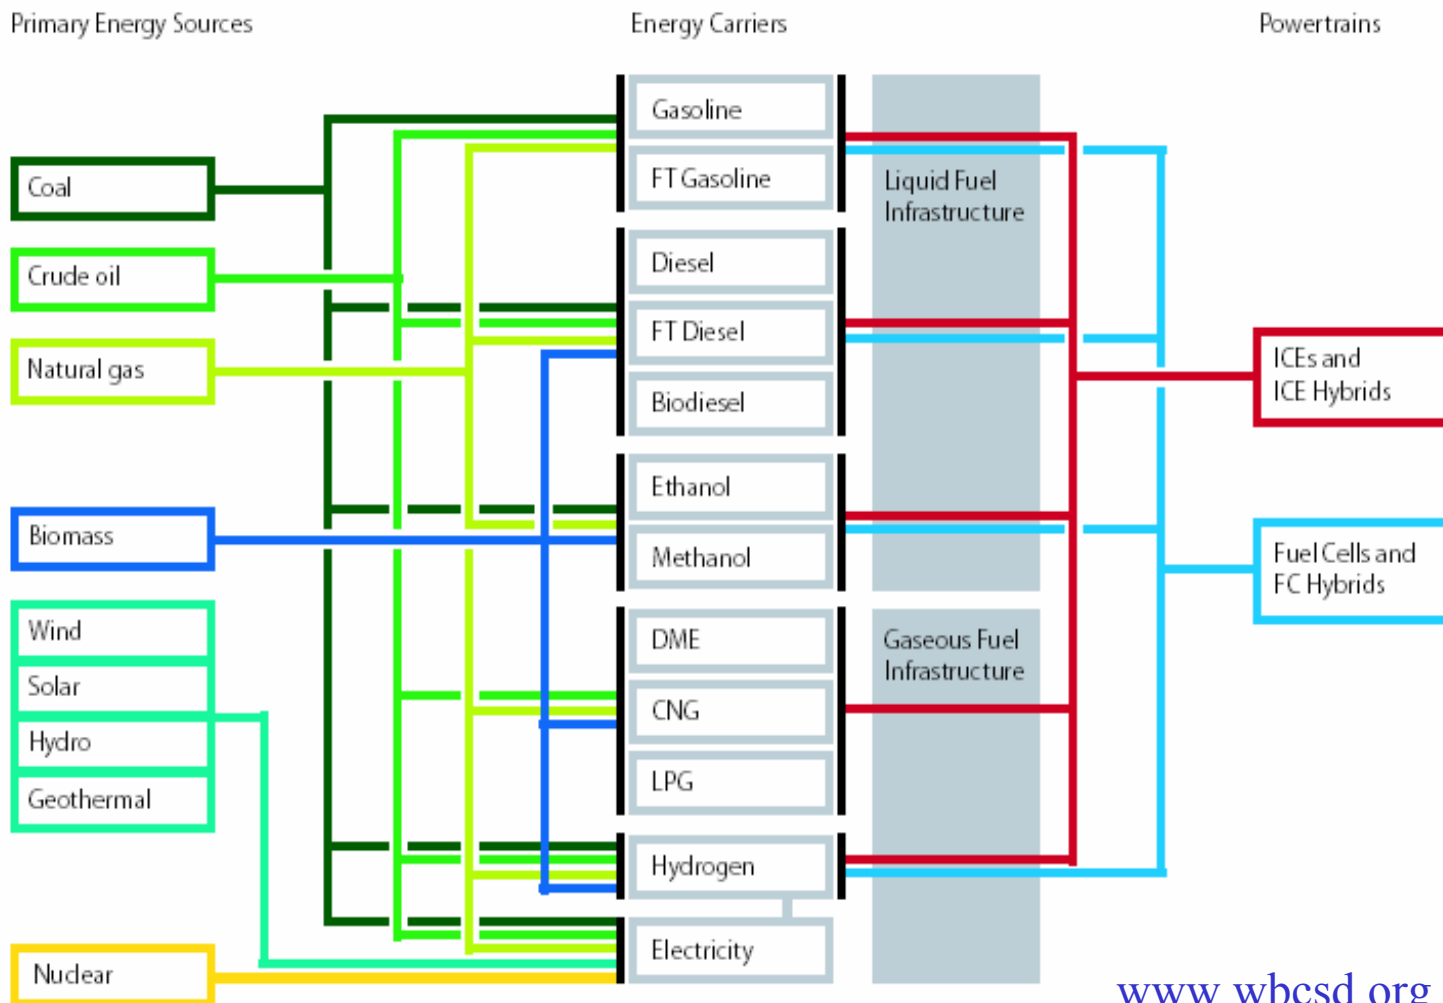 Primary Energy Sources
Energy Carriers
Powertrains
Coal
Crude oil
Natural gas
Biomass
Wind
Solar
Hydro
Geothermal
Nuclear
Gasoline
FT Gasoline
Diesel
FT Diesel
Biodiesel
Ethanol
Methanol
DME
CNG
LPG
Hydrogen
Electricity
Liquid Fuel
Infrastructure
Gaseous Fuel
Infrastructure
ICEs and
ICE Hybrids
Fuel Cells and
FC Hybrids
www.wbcsd.org